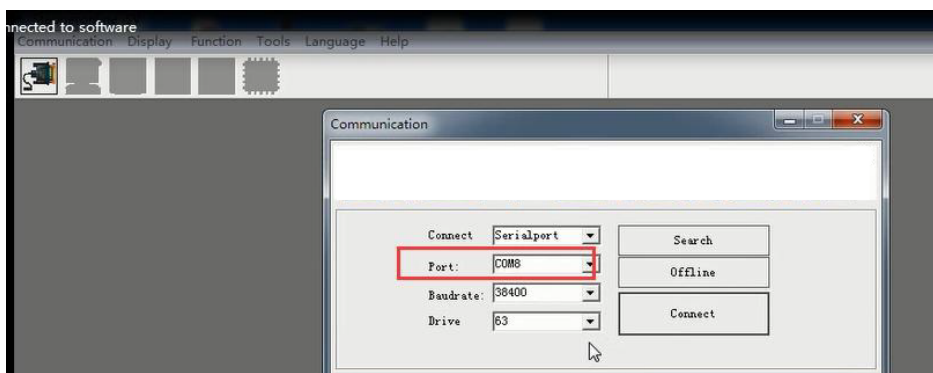 nnected to software
Communication Display Function Tools Language Help
Communication
Connect Serialport Search
Port: COM8 Offline
Baudrate: 38400
Drive 63 Connect